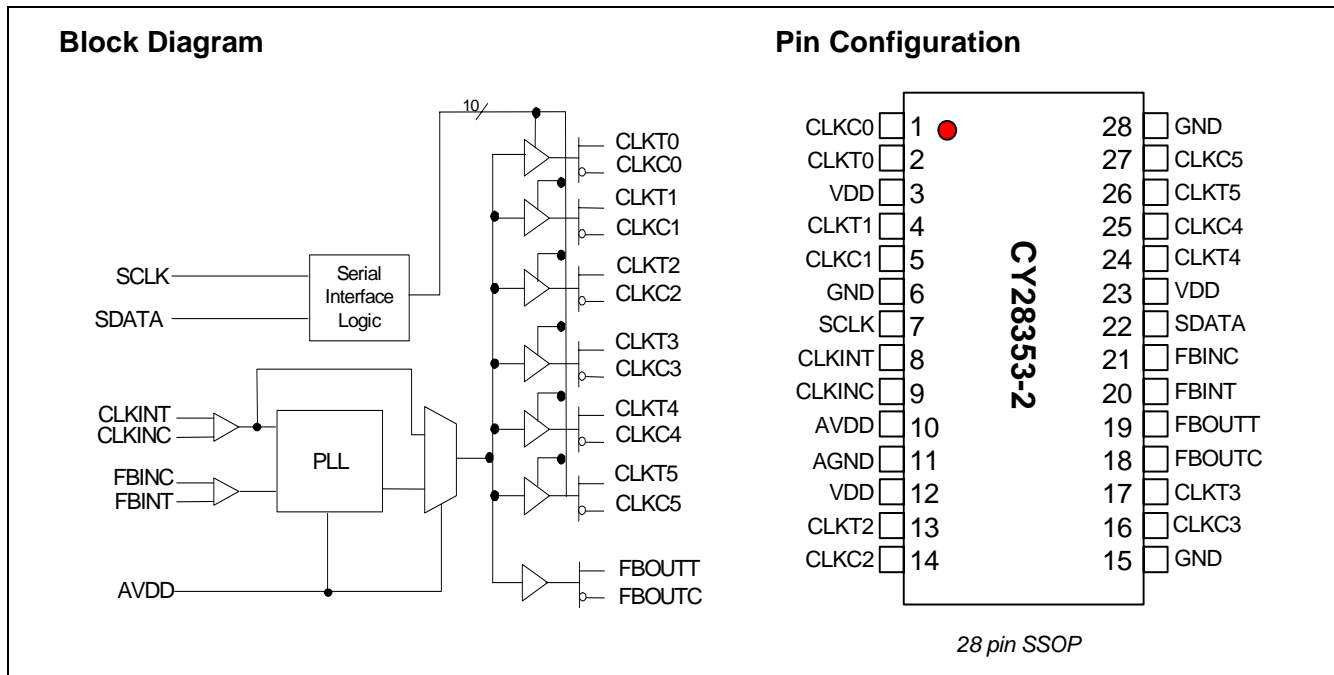 Block Diagram
10
CLKT0
CLKC0
CLKT1
CLKC1
CLKT2
CLKC2
CLKT3
CLKC3
CLKT4
CLKC4
CLKT5
CLKC5
FBOUTT
FBOUTC
SCLK
SDATA
Serial
Interface
Logic
CLKINT
CLKINC
FBINC
FBINT
PLL
AVDD
Pin Configuration
CLKC0 1
CLKT0 2
VDD 3
CLKT1 4
CLKC1 5
GND 6
SCLK 7
CLKINT 8
CLKINC 9
AVDD 10
AGND 11
VDD 12
CLKT2 13
CLKC2 14
CY28353-2
28 GND
27 CLKC5
26 CLKT5
25 CLKC4
24 CLKT4
23 VDD
22 SDATA
21 FBINC
20 FBINT
19 FBOUTT
18 FBOUTC
17 CLKT3
16 CLKC3
15 GND
28 pin SSOP